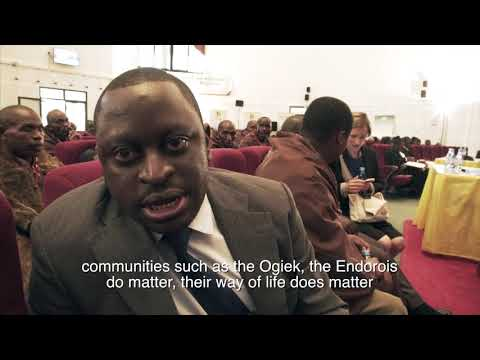 communities such as the Ogiek, the Endorois
do matter, their way of life does matter